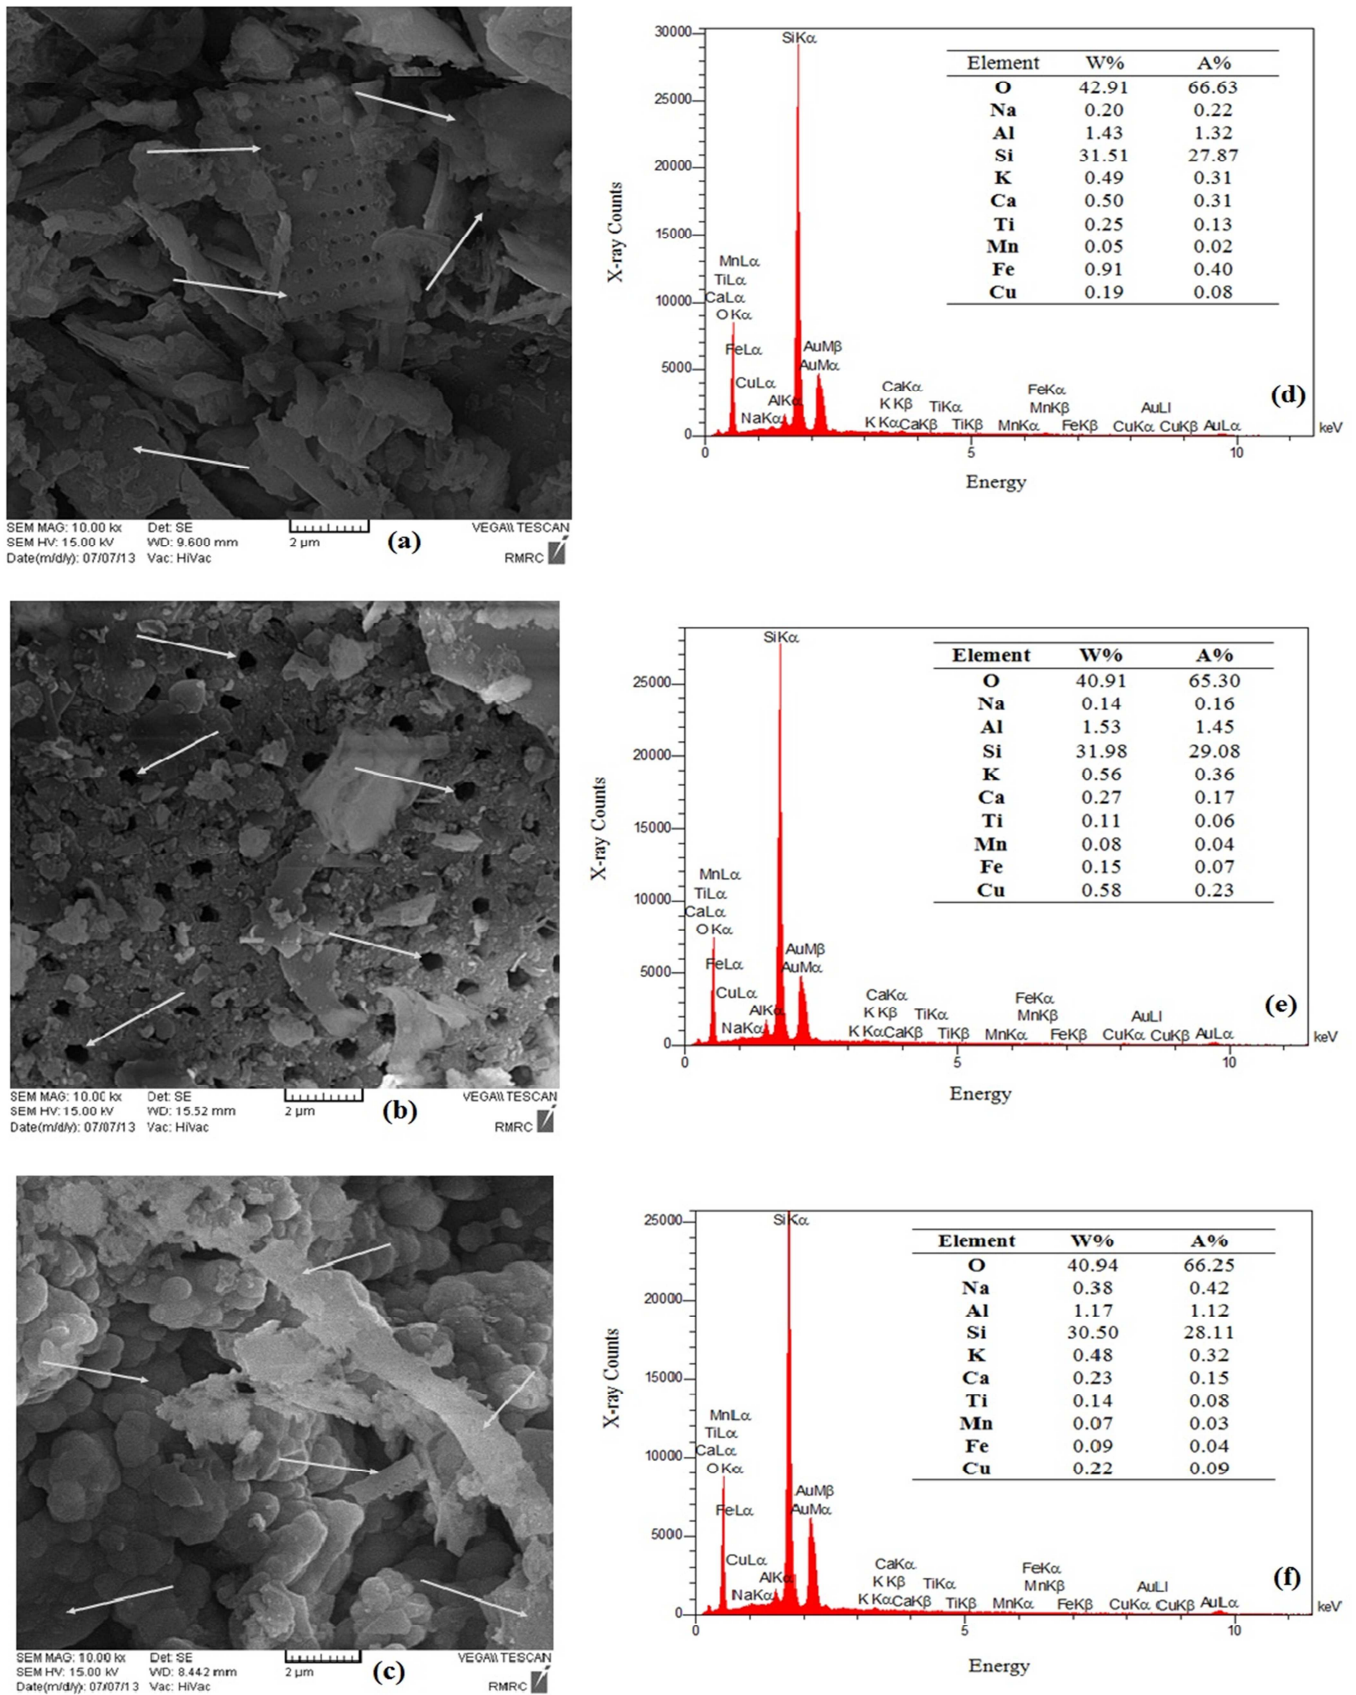 SEM MAG: 10.00 kx Det: SE VEGA\\ TESCAN
SEM HV: 15.00 kV WD: 9.600 mm 2 µm (a)
Date(m/d/y): 07/07/13 Vac: HiVac RMRC
X-ray Counts
30000
25000
20000
15000
10000
5000
0
SiKα
MnLα
TiLα
CaLα
O Kα
FeLα
CuLα
NaKα
AlKα
AuMβ
AuMα
CaKα
K Kβ
K Kα
CaKβ
TiKα
TiKβ
MnKα
FeKα
MnKβ
FeKβ
CuKα
AuLl
CuKβ
AuLα
keV
0 5 10
Energy
(d)
Element W% A%
O 42.91 66.63
Na 0.20 0.22
Al 1.43 1.32
Si 31.51 27.87
K 0.49 0.31
Ca 0.50 0.31
Ti 0.25 0.13
Mn 0.05 0.02
Fe 0.91 0.40
Cu 0.19 0.08
SEM MAG: 10.00 kx Det: SE VEGA\\ TESCAN
SEM HV: 15.00 kV WD: 15.52 mm 2 µm (b)
Date(m/d/y): 07/07/13 Vac: HiVac RMRC
X-ray Counts
25000
20000
15000
10000
5000
0
SiKα
MnLα
TiLα
CaLα
O Kα
FeLα
CuLα
NaKα
AlKα
AuMβ
AuMα
CaKα
K Kβ
K Kα
CaKβ
TiKα
TiKβ
MnKα
FeKα
MnKβ
FeKβ
CuKα
AuLl
CuKβ
AuLα
keV
0 5 10
Energy
(e)
Element W% A%
O 40.91 65.30
Na 0.14 0.16
Al 1.53 1.45
Si 31.98 29.08
K 0.56 0.36
Ca 0.27 0.17
Ti 0.11 0.06
Mn 0.08 0.04
Fe 0.15 0.07
Cu 0.58 0.23
SEM MAG: 10.00 kx Det: SE VEGA\\ TESCAN
SEM HV: 15.00 kV WD: 8.442 mm 2 µm (c)
Date(m/d/y): 07/07/13 Vac: HiVac RMRC
X-ray Counts
25000
20000
15000
10000
5000
0
SiKα
MnLα
TiLα
CaLα
O Kα
FeLα
CuLα
NaKα
AlKα
AuMβ
AuMα
CaKα
K Kβ
K Kα
CaKβ
TiKα
TiKβ
MnKα
FeKα
MnKβ
FeKβ
CuKα
AuLl
CuKβ
AuLα
keV
0 5 10
Energy
(f)
Element W% A%
O 40.94 66.25
Na 0.38 0.42
Al 1.17 1.12
Si 30.50 28.11
K 0.48 0.32
Ca 0.23 0.15
Ti 0.14 0.08
Mn 0.07 0.03
Fe 0.09 0.04
Cu 0.22 0.09